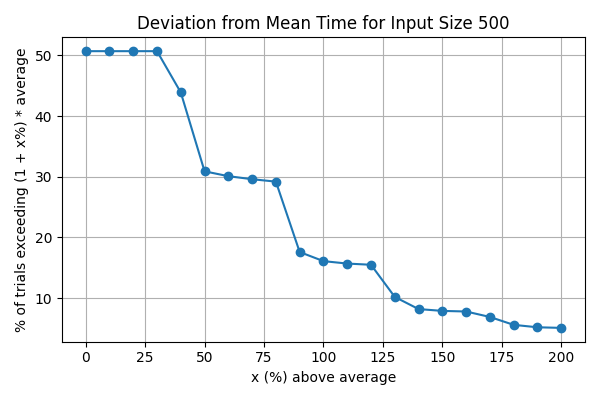 Deviation from Mean Time for Input Size 500
% of trials exceeding (1 + x%) * average
50
40
30
20
10
0 25 50 75 100 125 150 175 200
x (%) above average